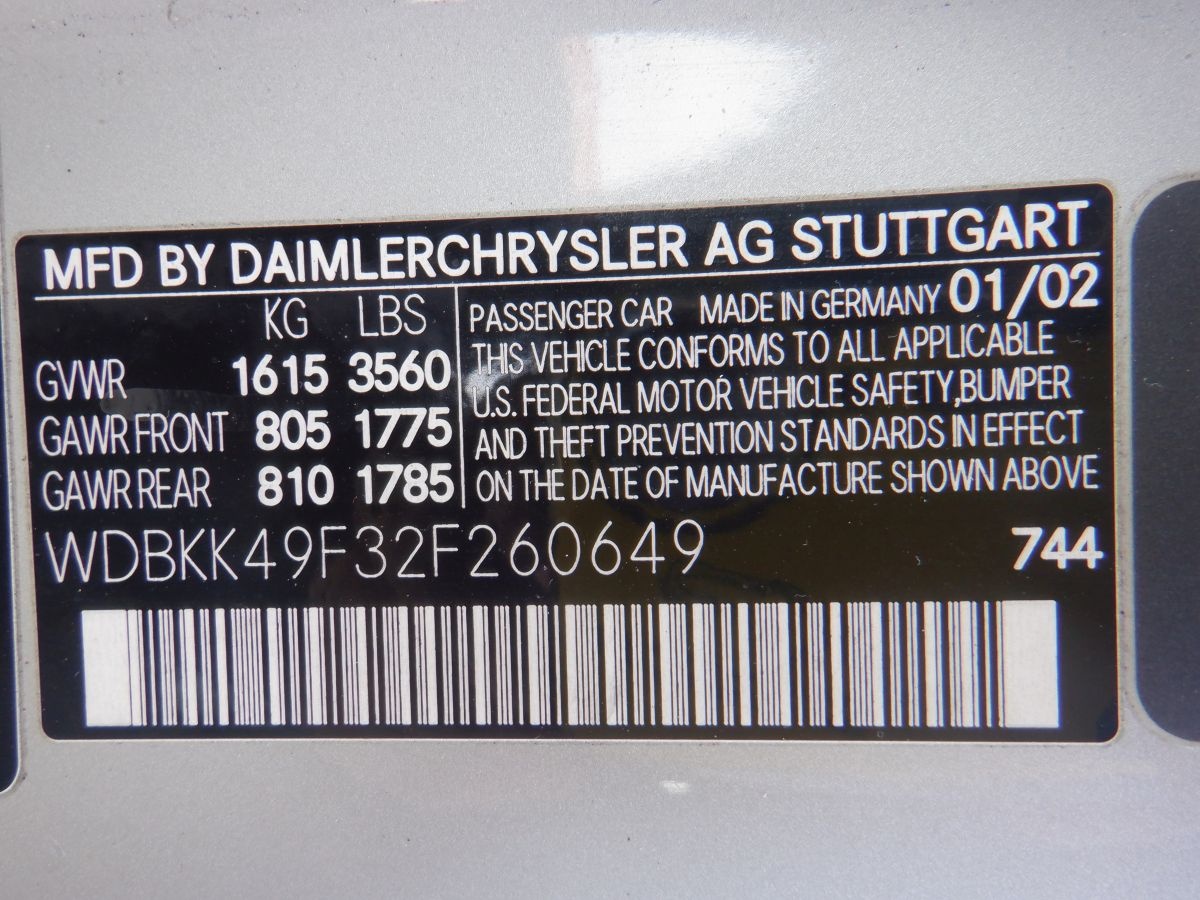 MFD BY DAIMLERCHRYSLER AG STUTTGART
KG LBS
GVWR 1615 3560
GAWR FRONT 805 1775
GAWR REAR 810 1785
PASSENGER CAR MADE IN GERMANY 01/02
THIS VEHICLE CONFORMS TO ALL APPLICABLE
U.S. FEDERAL MOTOR VEHICLE SAFETY,BUMPER
AND THEFT PREVENTION STANDARDS IN EFFECT
ON THE DATE OF MANUFACTURE SHOWN ABOVE
WDBKK49F32F260649 744